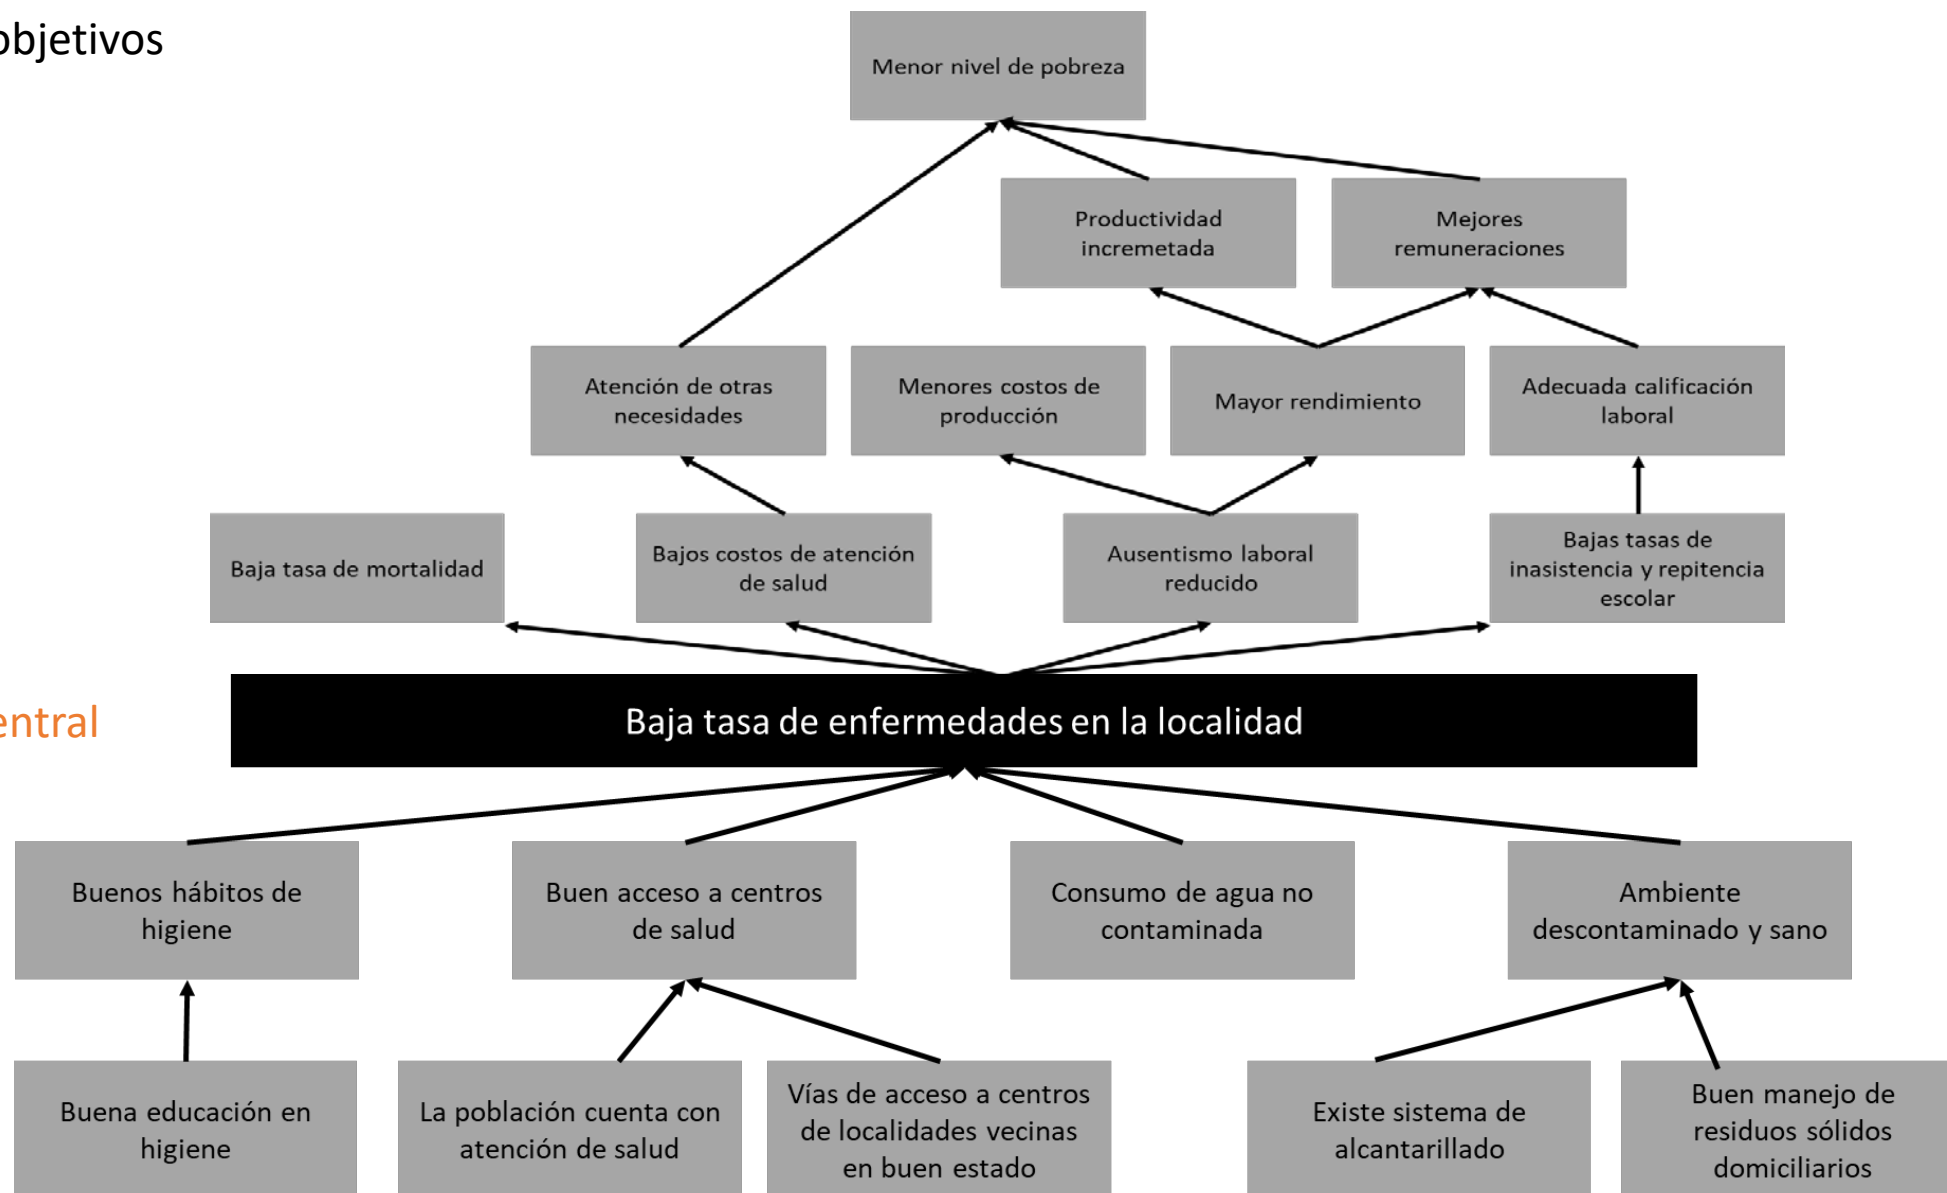 objetivos
Menor nivel de pobreza
Productividad
incremetada
Mejores
remuneraciones
Atención de otras
necesidades
Menores costos de
producción
Mayor rendimiento
Adecuada calificación
laboral
Baja tasa de mortalidad
Bajos costos de atención
de salud
Ausentismo laboral
reducido
Bajas tasas de
inasistencia y repitencia
escolar
entral
Baja tasa de enfermedades en la localidad
Buenos hábitos de
higiene
Buen acceso a centros
de salud
Consumo de agua no
contaminada
Ambiente
descontaminado y sano
Buena educación en
higiene
La población cuenta con
atención de salud
Vías de acceso a centros
de localidades vecinas
en buen estado
Existe sistema de
alcantarillado
Buen manejo de
residuos sólidos
domiciliarios